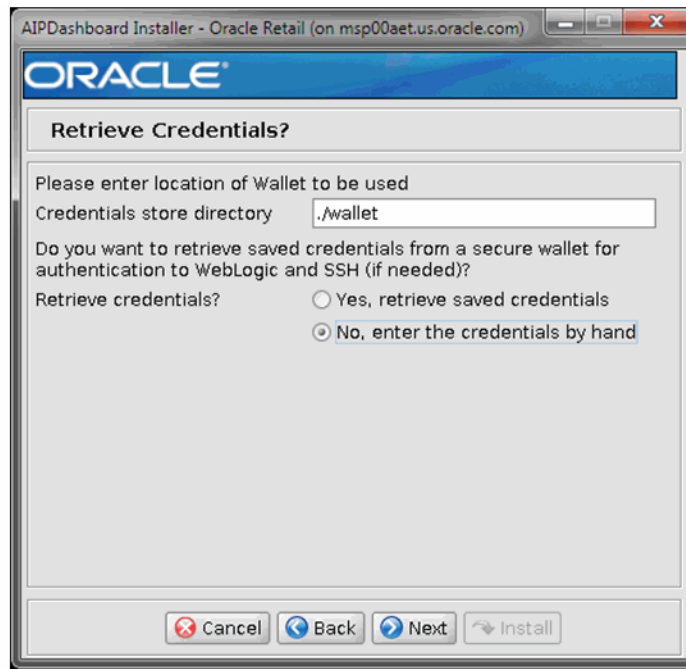 AIPDashboard Installer - Oracle Retail (on msp00aet.us.oracle.com)
ORACLE®
Retrieve Credentials?
Please enter location of Wallet to be used
Credentials store directory ./wallet
Do you want to retrieve saved credentials from a secure wallet for
authentication to WebLogic and SSH (if needed)?
Retrieve credentials? Yes, retrieve saved credentials
No, enter the credentials by hand
Cancel Back Next Install